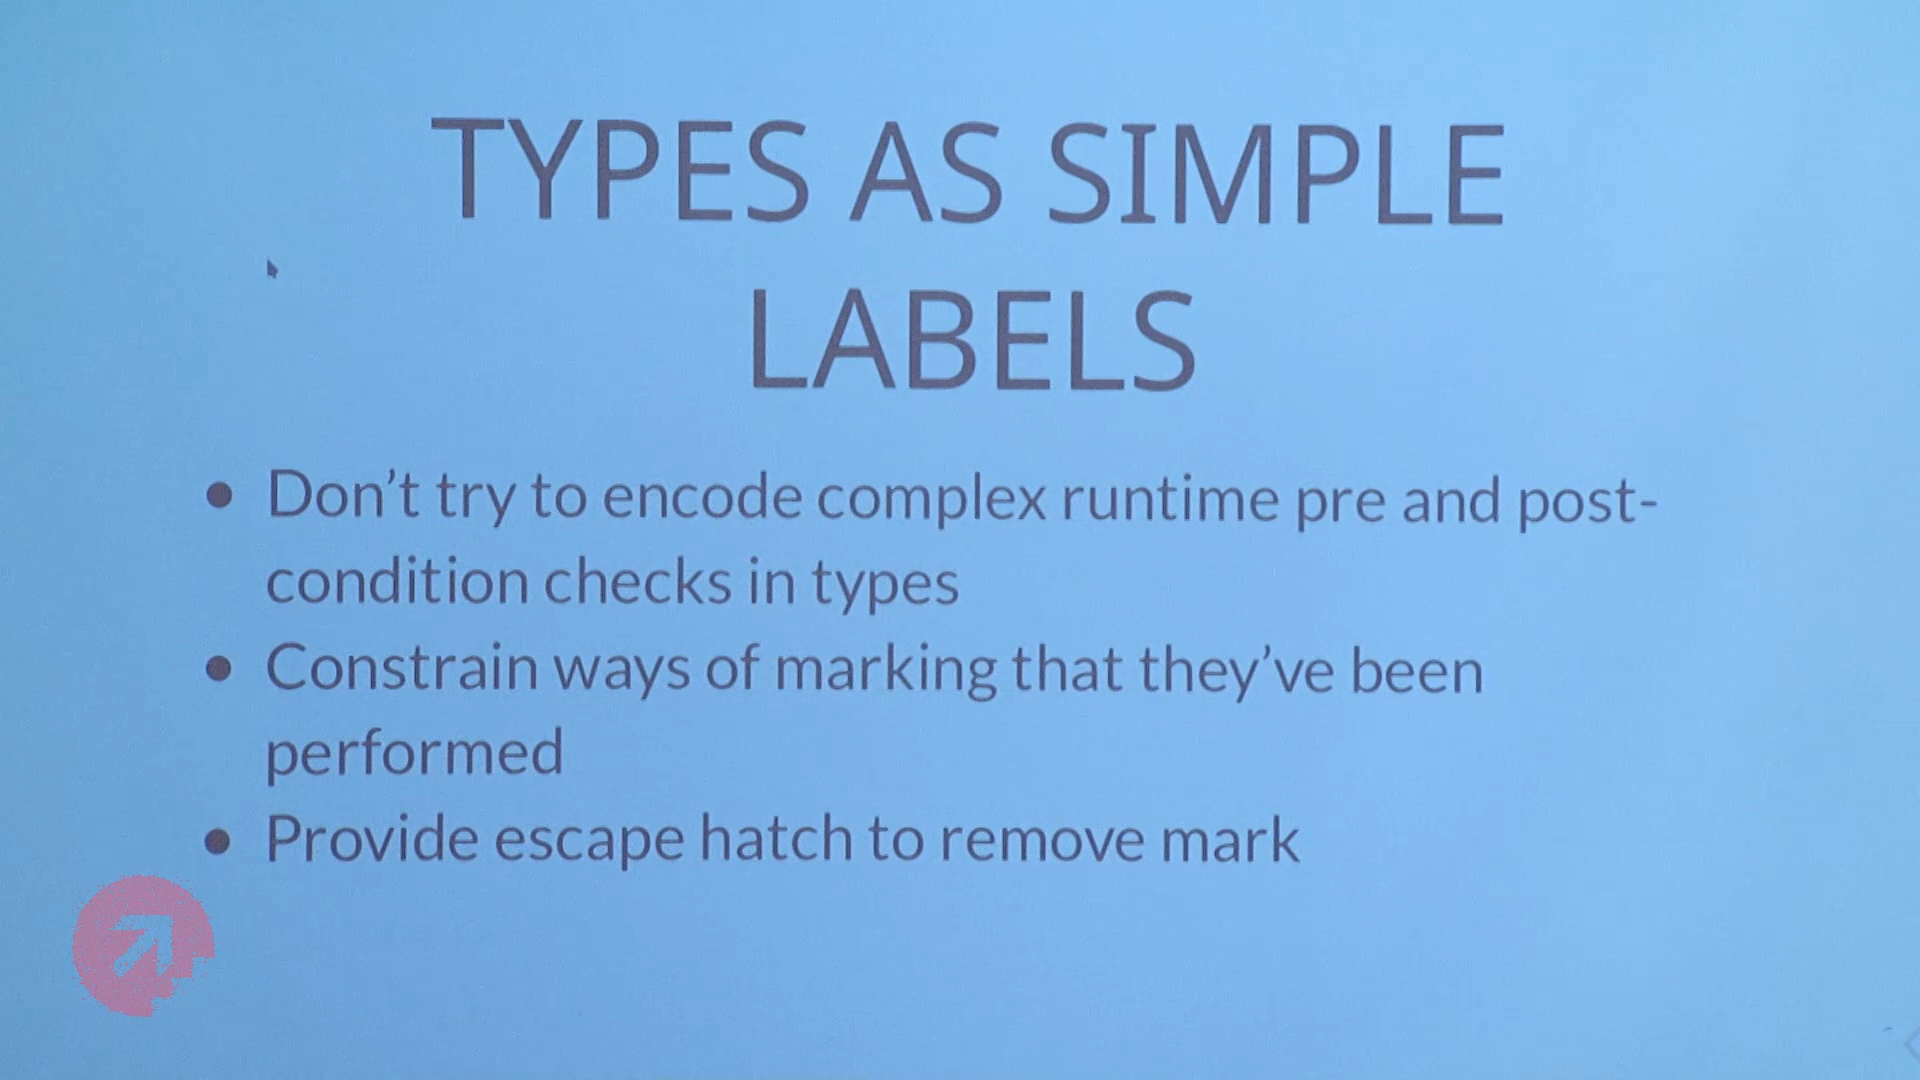 TYPES AS SIMPLE
LABELS
• Don’t try to encode complex runtime pre and post-
condition checks in types
• Constrain ways of marking that they’ve been
performed
• Provide escape hatch to remove mark